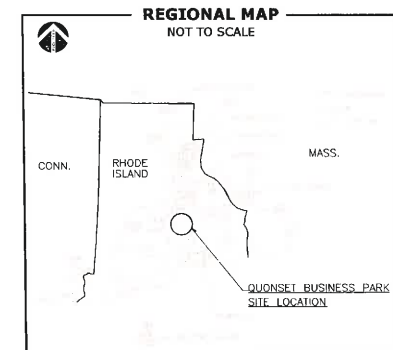 REGIONAL MAP
NOT TO SCALE
CONN.
RHODE
ISLAND
MASS.
QUONSET BUSINESS PARK
SITE LOCATION